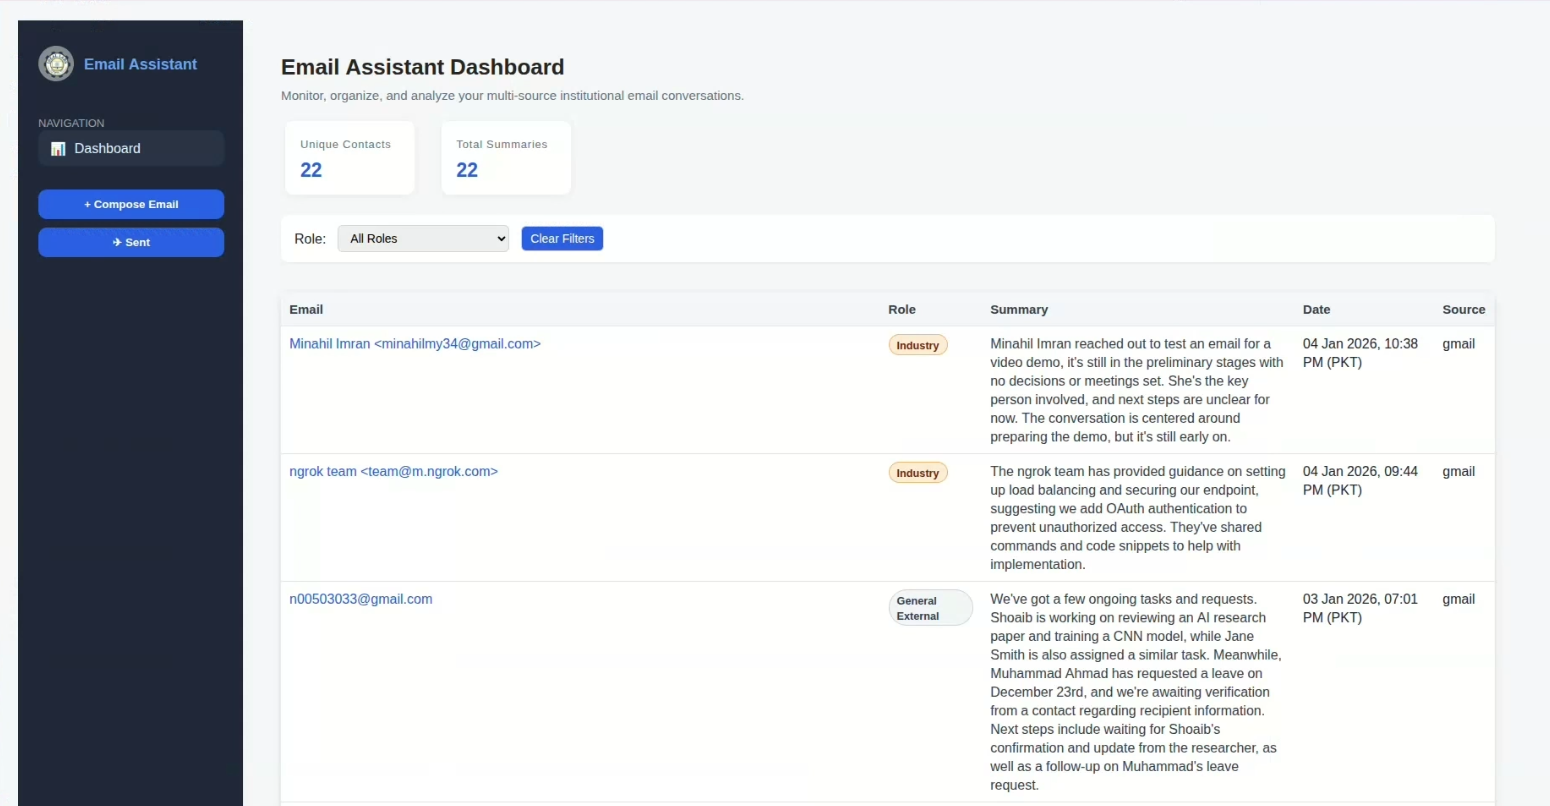 Email Assistant
NAVIGATION
📊 Dashboard
+ Compose Email
✈ Sent
Email Assistant Dashboard
Monitor, organize, and analyze your multi-source institutional email conversations.
Unique Contacts
22
Total Summaries
22
Role: All Roles Clear Filters
Email Role Summary Date Source
Minahil Imran <minahilmy34@gmail.com>
Industry
Minahil Imran reached out to test an email for a
video demo, it's still in the preliminary stages with
no decisions or meetings set. She's the key
person involved, and next steps are unclear for
now. The conversation is centered around
preparing the demo, but it's still early on.
04 Jan 2026, 10:38
PM (PKT)
gmail
ngrok team <team@m.ngrok.com>
Industry
The ngrok team has provided guidance on setting
up load balancing and securing our endpoint,
suggesting we add OAuth authentication to
prevent unauthorized access. They've shared
commands and code snippets to help with
implementation.
04 Jan 2026, 09:44
PM (PKT)
gmail
n00503033@gmail.com
General
External
We've got a few ongoing tasks and requests.
Shoaib is working on reviewing an AI research
paper and training a CNN model, while Jane
Smith is also assigned a similar task. Meanwhile,
Muhammad Ahmad has requested a leave on
December 23rd, and we're awaiting verification
from a contact regarding recipient information.
Next steps include waiting for Shoaib's
confirmation and update from the researcher, as
well as a follow-up on Muhammad's leave
request.
03 Jan 2026, 07:01
PM (PKT)
gmail